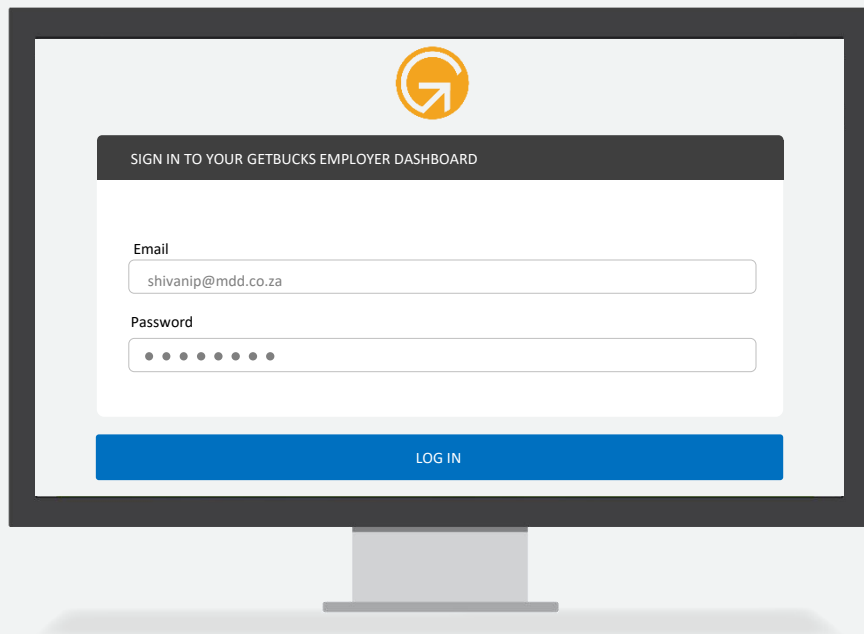 SIGN IN TO YOUR GETBUCKS EMPLOYER DASHBOARD
Email
shivanip@mdd.co.za
Password
LOG IN